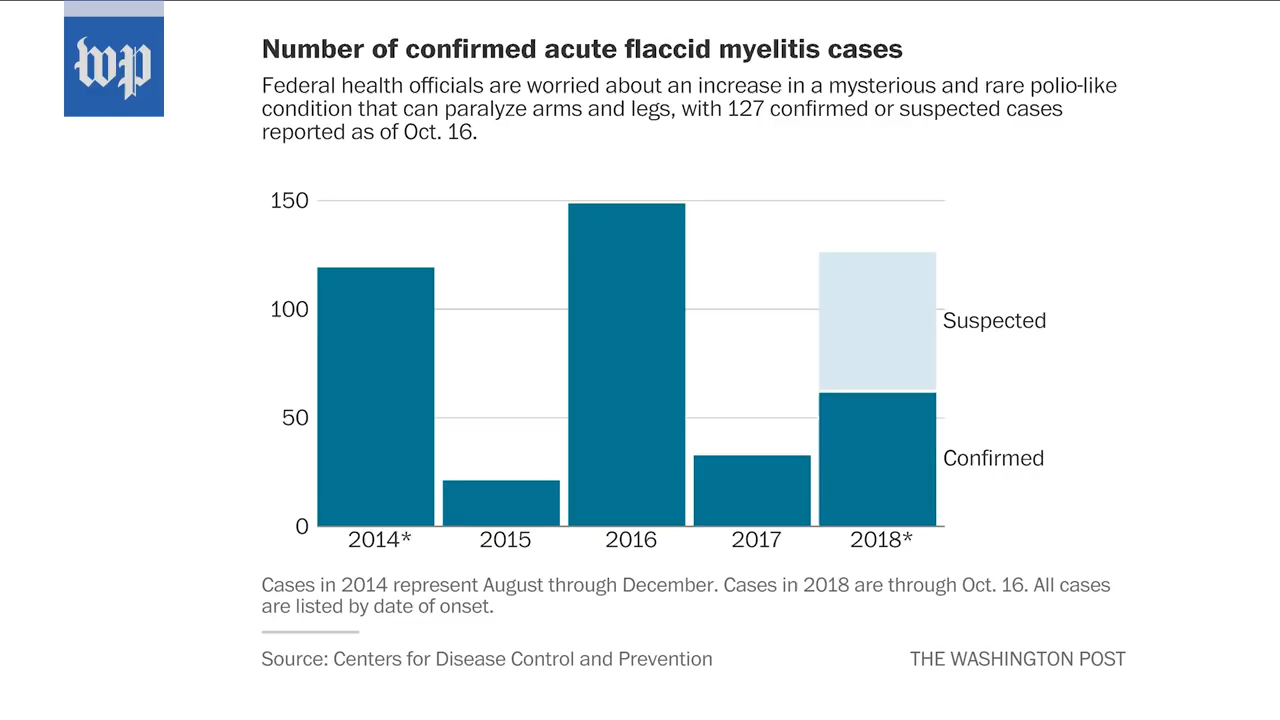 wp
Number of confirmed acute flaccid myelitis cases
Federal health officials are worried about an increase in a mysterious and rare polio-like
condition that can paralyze arms and legs, with 127 confirmed or suspected cases
reported as of Oct. 16.
150
100
50
0
Suspected
Confirmed
2014*
2015
2016
2017
2018*
Cases in 2014 represent August through December. Cases in 2018 are through Oct. 16. All cases
are listed by date of onset.
Source: Centers for Disease Control and Prevention
THE WASHINGTON POST